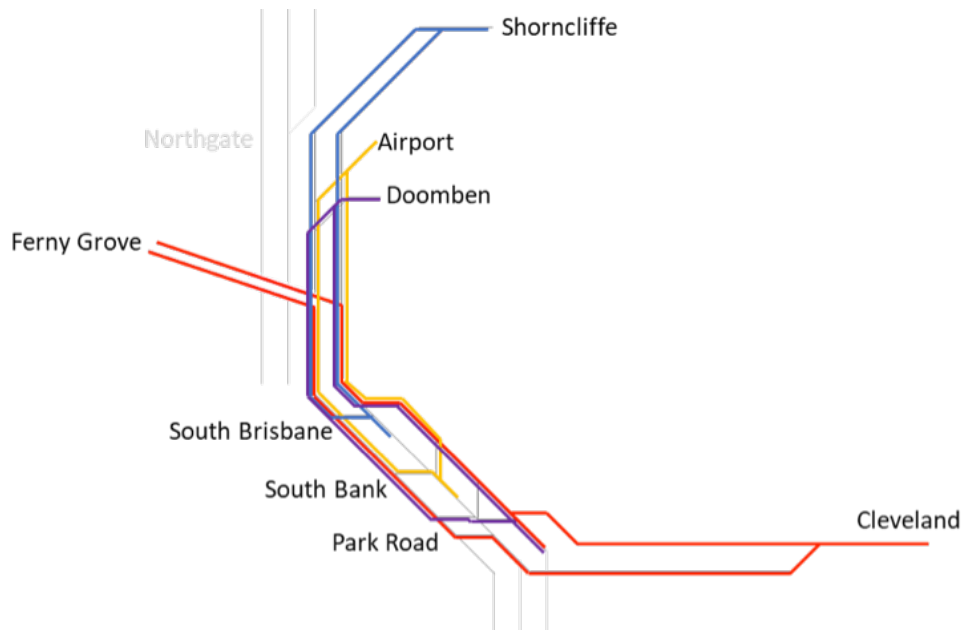 Shorncliffe
Northgate
Airport
Doomben
Ferny Grove
South Brisbane
South Bank
Cleveland
Park Road